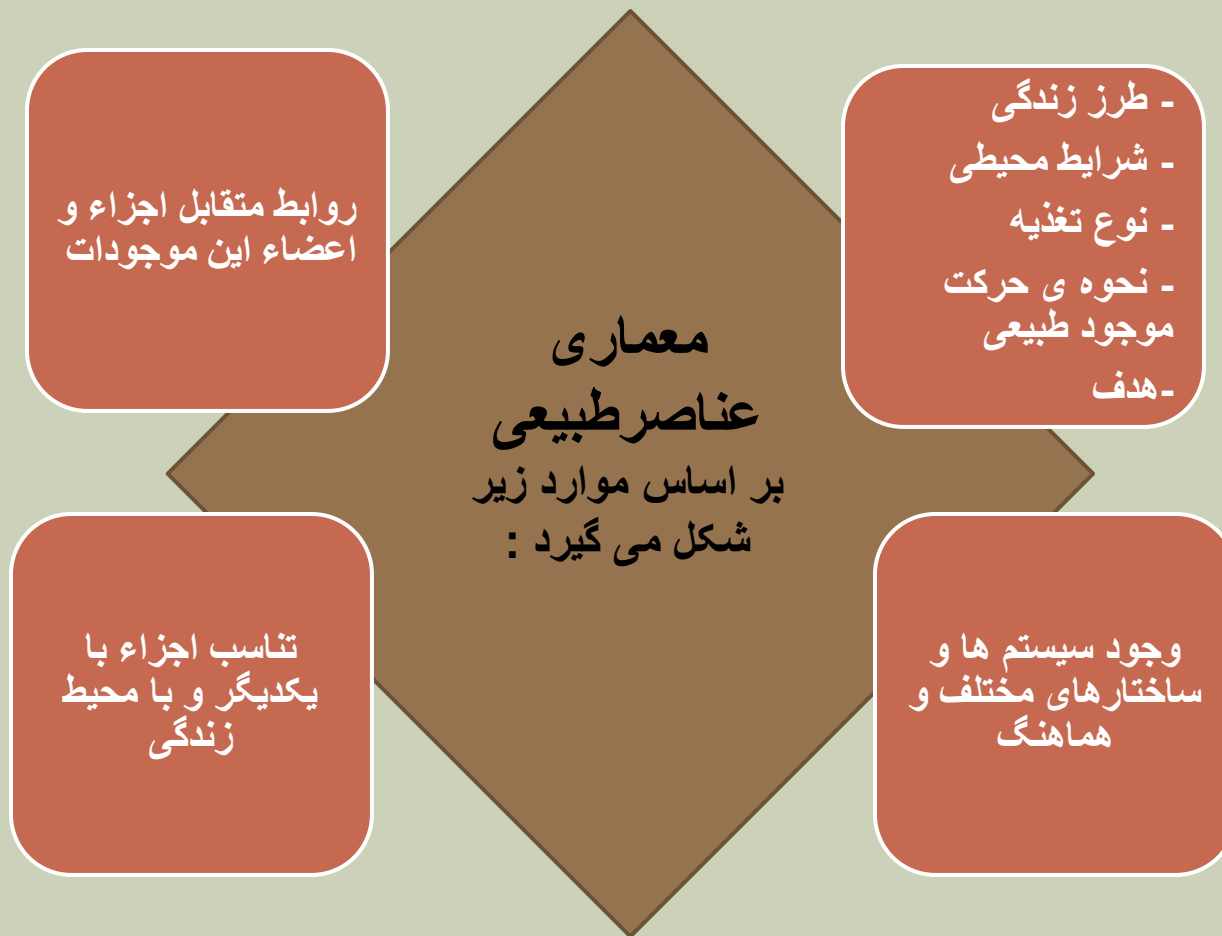 معماری
عناصرطبیعی
بر اساس موارد زیر
شکل می گیرد :
- طرز زندگی
- شرایط محیطی
- نوع تغذیه
- نحوه ی حرکت
موجود طبیعی
-هدف
روابط متقابل اجزاء و
اعضاء این موجودات
وجود سیستم ها و
ساختارهای مختلف و
هماهنگ
تناسب اجزاء با
یکدیگر و با محیط
زندگی